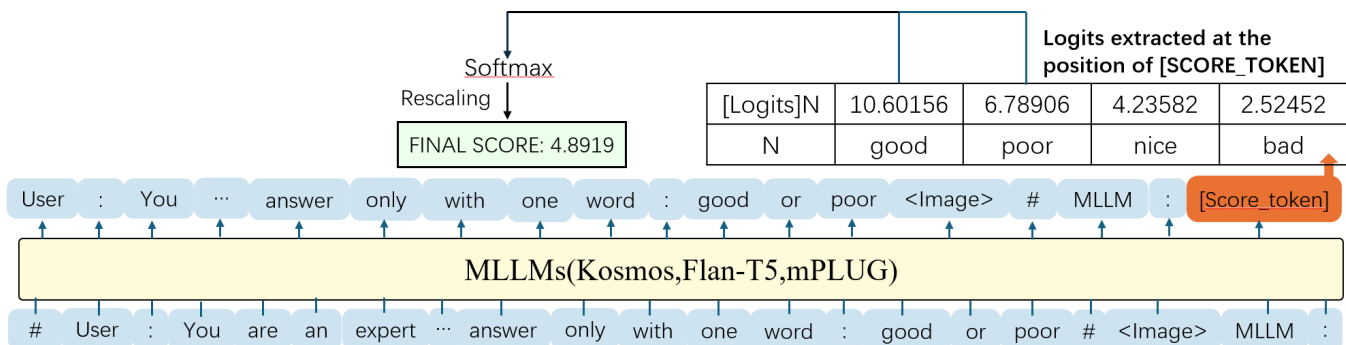 Logits extracted at the
position of [SCORE_TOKEN]
Softmax
Rescaling
FINAL SCORE: 4.8919
[Logits]N 10.60156 6.78906 4.23582 2.52452
N good poor nice bad
User : You ··· answer only with one word : good or poor <Image> # MLLM : [Score_token]
MLLMs(Kosmos,Flan-T5,mPLUG)
# User : You are an expert ··· answer only with one word : good or poor # <Image> MLLM :